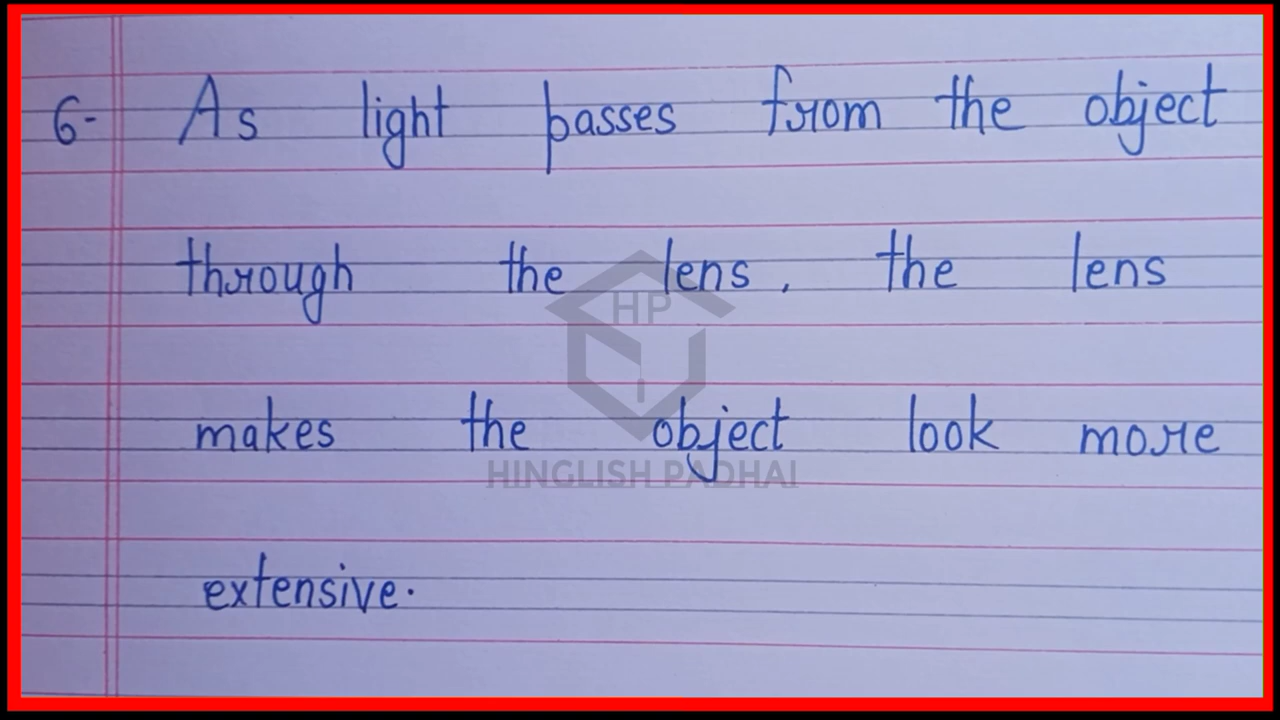 6- As light passes from the object
through the lens, the lens
makes the object look more
extensive.
HP
HINGLISH PADHAI